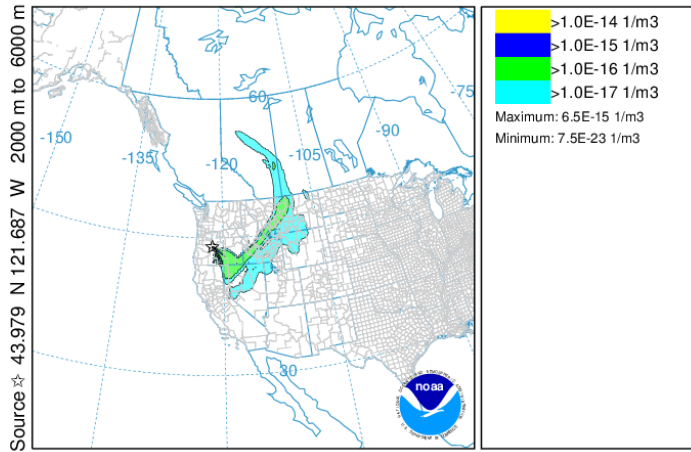 Source ☆ 43.979 N 121.687 W 2000 m to 6000 m
>1.0E-14 1/m3
>1.0E-15 1/m3
>1.0E-16 1/m3
>1.0E-17 1/m3
Maximum: 6.5E-15 1/m3
Minimum: 7.5E-23 1/m3
60
-75
-150
-90
-135
-120
-105
30
noaa